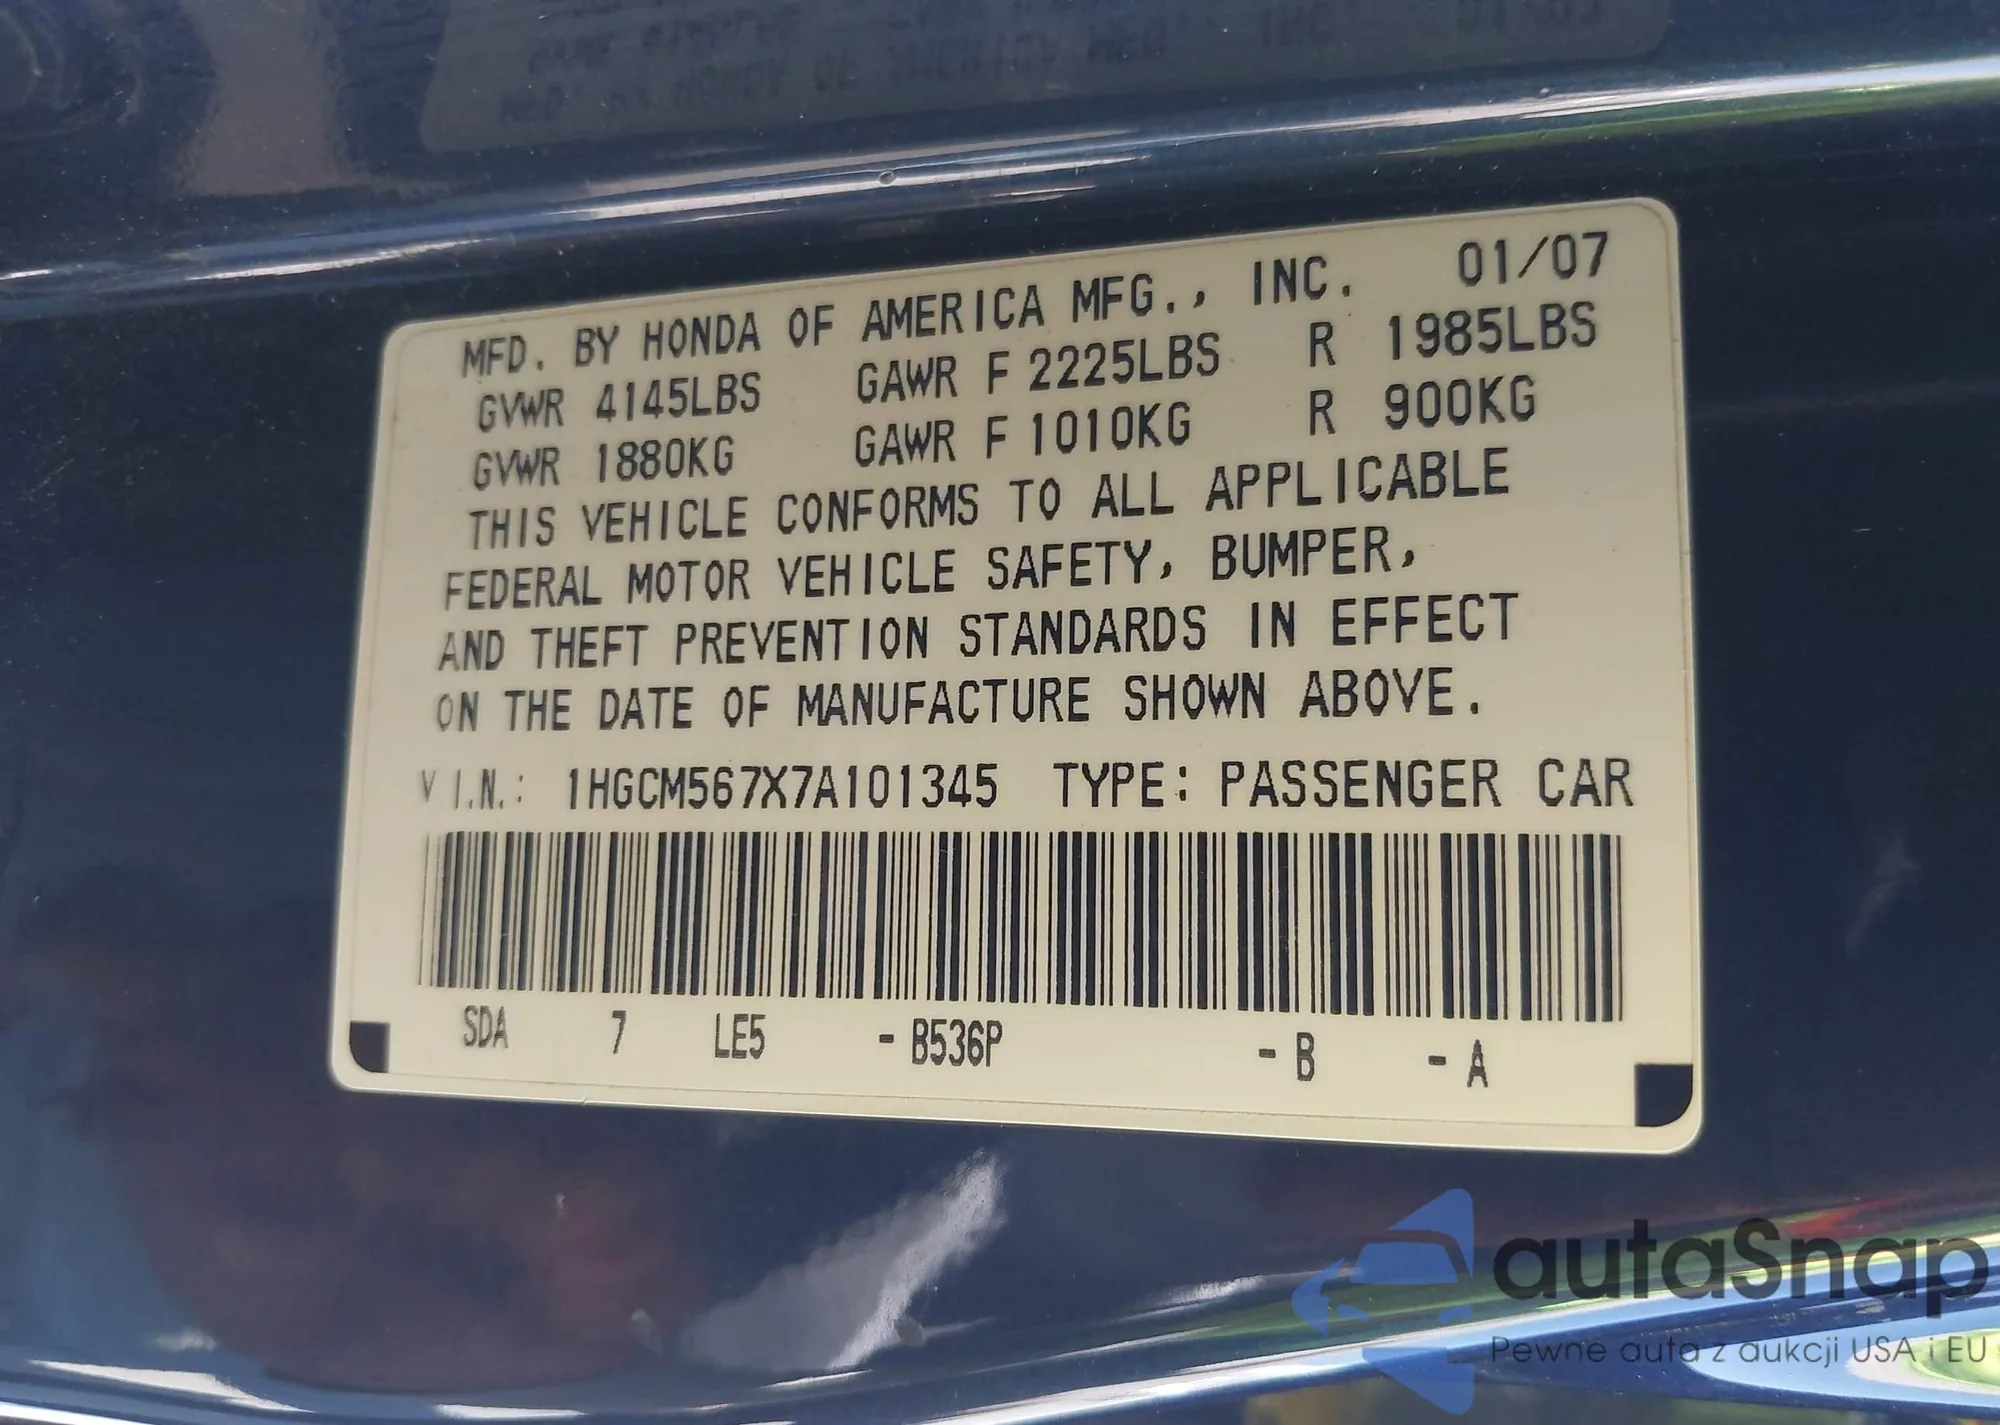 MFD. BY HONDA OF AMERICA MFG., INC. 01/07
GVWR 4145LBS GAWR F 2225LBS R 1985LBS
GVWR 1880KG GAWR F 1010KG R 900KG
THIS VEHICLE CONFORMS TO ALL APPLICABLE
FEDERAL MOTOR VEHICLE SAFETY, BUMPER,
AND THEFT PREVENTION STANDARDS IN EFFECT
ON THE DATE OF MANUFACTURE SHOWN ABOVE.
V I.N.: 1HGCM567X7A101345 TYPE: PASSENGER CAR
SDA 7 LE5 - B536P - B - A
autaSnap
Pewne auta z aukcji USA i EU